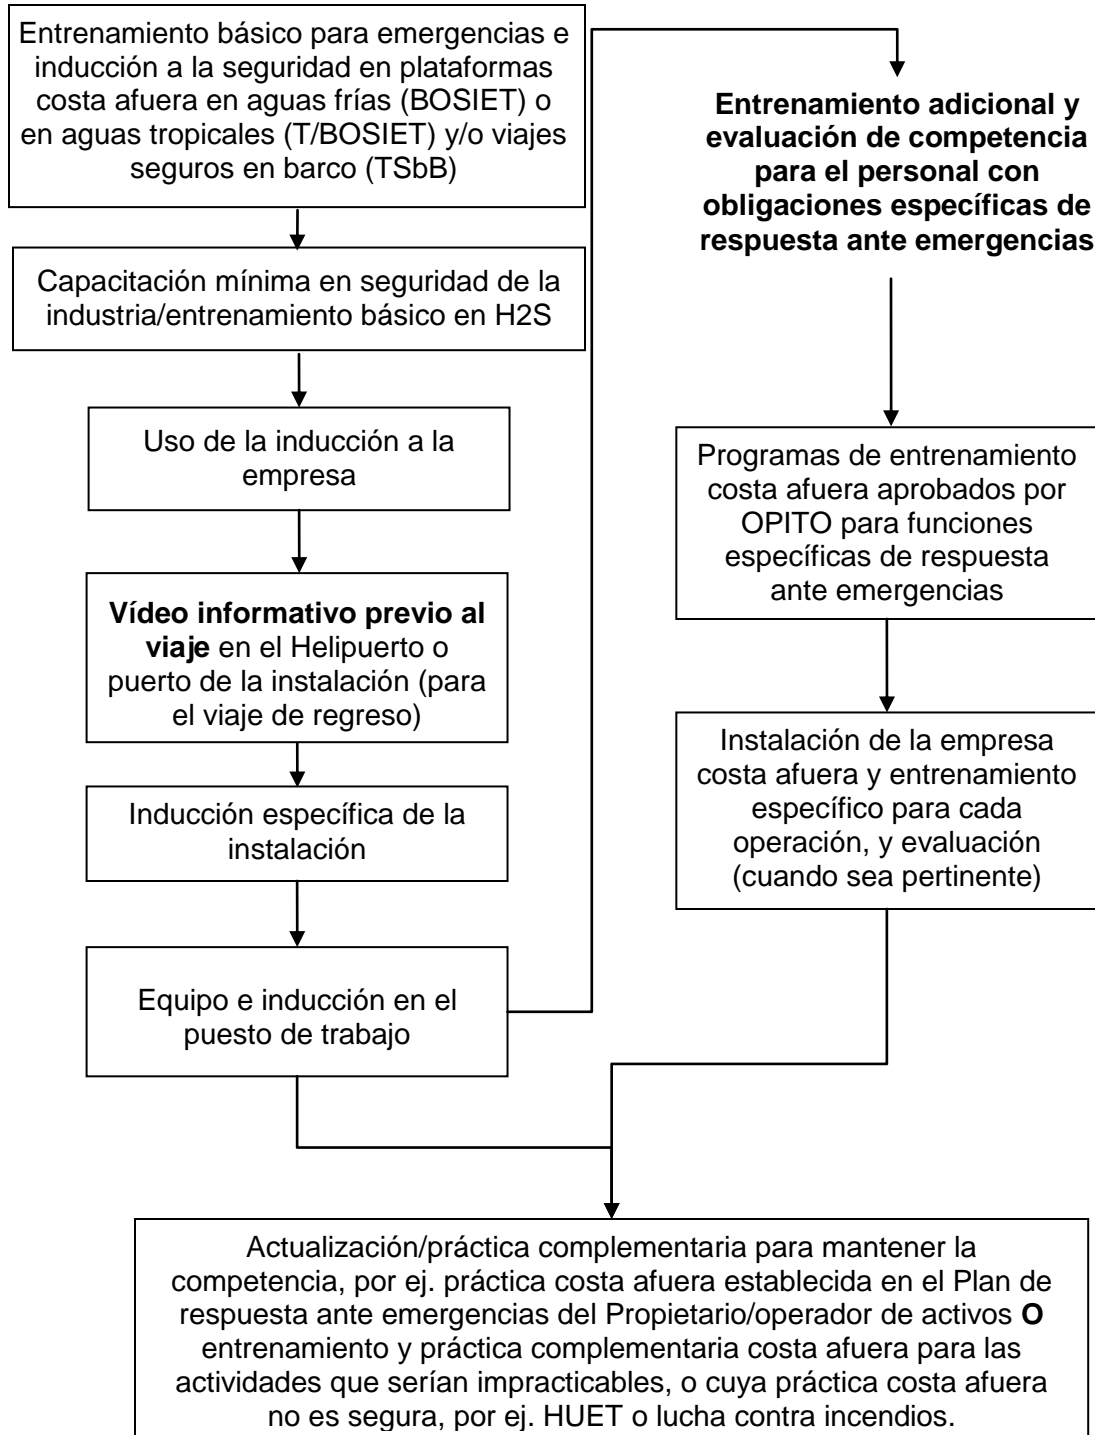 Entrenamiento básico para emergencias e
inducción a la seguridad en plataformas
costa afuera en aguas frías (BOSIET) o
en aguas tropicales (T/BOSIET) y/o viajes
seguros en barco (TSbB)
Capacitación mínima en seguridad de la
industria/entrenamiento básico en H2S
Uso de la inducción a la
empresa
Vídeo informativo previo al
viaje en el Helipuerto o
puerto de la instalación (para
el viaje de regreso)
Inducción específica de la
instalación
Equipo e inducción en el
puesto de trabajo
Entrenamiento adicional y
evaluación de competencia
para el personal con
obligaciones específicas de
respuesta ante emergencias
Programas de entrenamiento
costa afuera aprobados por
OPITO para funciones
específicas de respuesta
ante emergencias
Instalación de la empresa
costa afuera y entrenamiento
específico para cada
operación, y evaluación
(cuando sea pertinente)
Actualización/práctica complementaria para mantener la
competencia, por ej. práctica costa afuera establecida en el Plan de
respuesta ante emergencias del Propietario/operador de activos O
entrenamiento y práctica complementaria costa afuera para las
actividades que serían impracticables, o cuya práctica costa afuera
no es segura, por ej. HUET o lucha contra incendios.